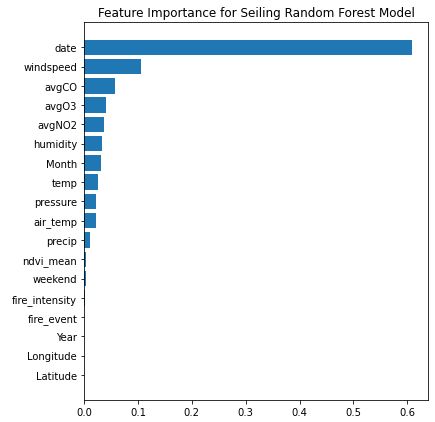 Feature Importance for Seiling Random Forest Model
date
windspeed
avgCO
avgO3
avgNO2
humidity
Month
temp
pressure
air_temp
precip
ndvi_mean
weekend
fire_intensity
fire_event
Year
Longitude
Latitude
0.0 0.1 0.2 0.3 0.4 0.5 0.6